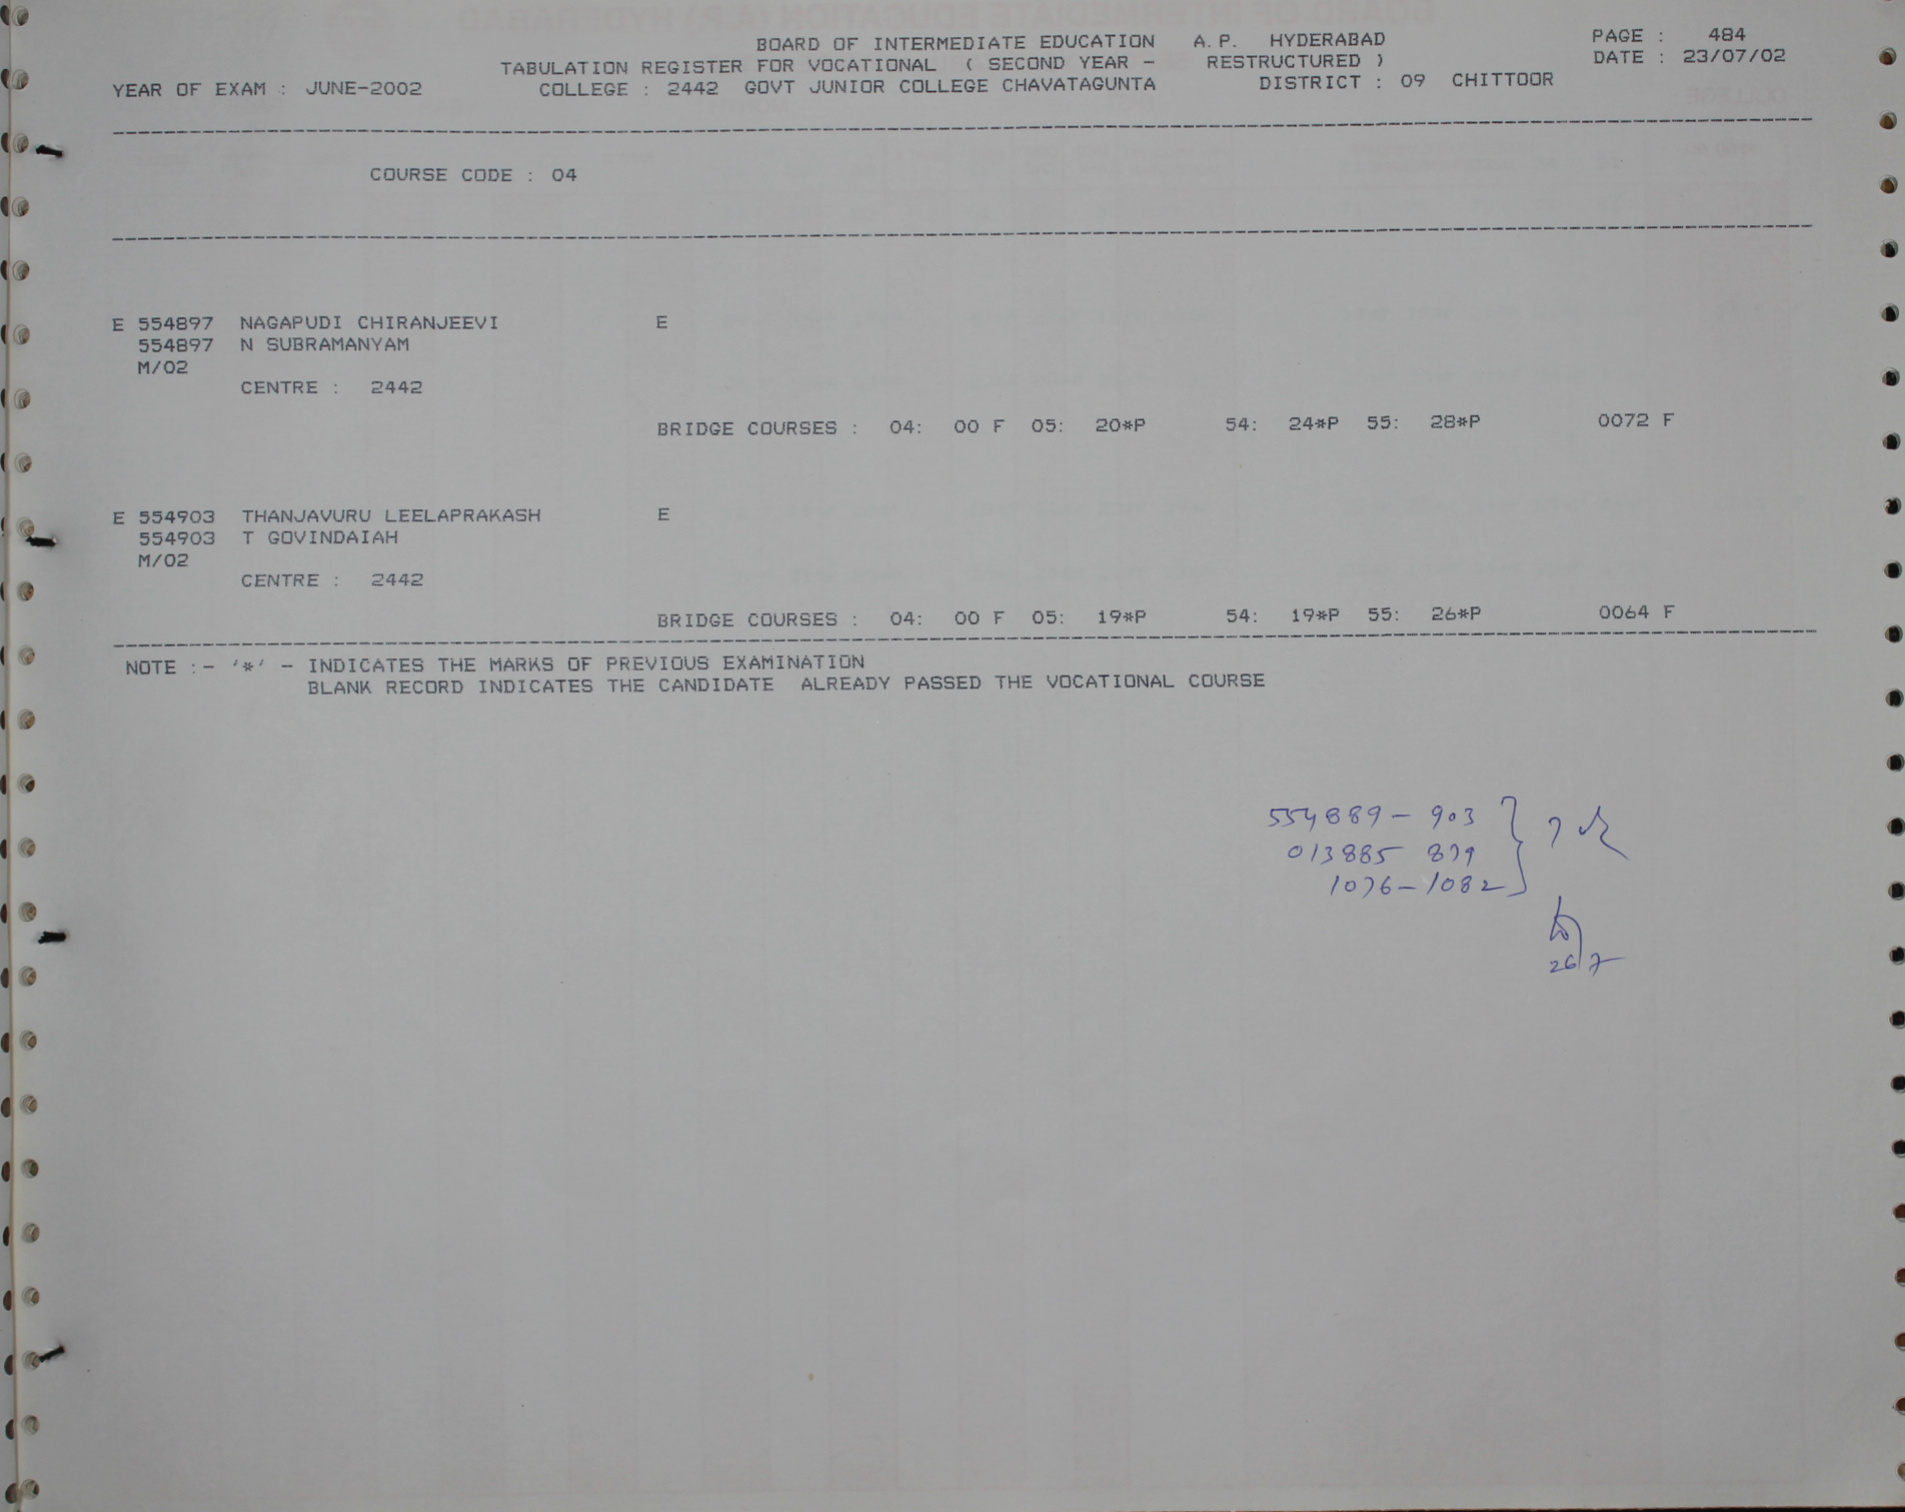 BOARD OF INTERMEDIATE EDUCATION A.P. HYDERABAD PAGE : 484
TABULATION REGISTER FOR VOCATIONAL ( SECOND YEAR - RESTRUCTURED ) DATE : 23/07/02
YEAR OF EXAM : JUNE-2002 COLLEGE : 2442 GOVT JUNIOR COLLEGE CHAVATAGUNTA DISTRICT : 09 CHITTOOR
COURSE CODE : 04
E 554897 NAGAPUDI CHIRANJEEVI E
554897 N SUBRAMANYAM
M/02
CENTRE : 2442
BRIDGE COURSES : 04: 00 F 05: 20*P 54: 24*P 55: 28*P 0072 F
E 554903 THANJAVURU LEELAPRAKASH E
554903 T GOVINDAIAH
M/02
CENTRE : 2442
BRIDGE COURSES : 04: 00 F 05: 19*P 54: 19*P 55: 26*P 0064 F
NOTE :- '*' - INDICATES THE MARKS OF PREVIOUS EXAMINATION
BLANK RECORD INDICATES THE CANDIDATE ALREADY PASSED THE VOCATIONAL COURSE
554889 - 903
013885
1076 - 1082
26/7